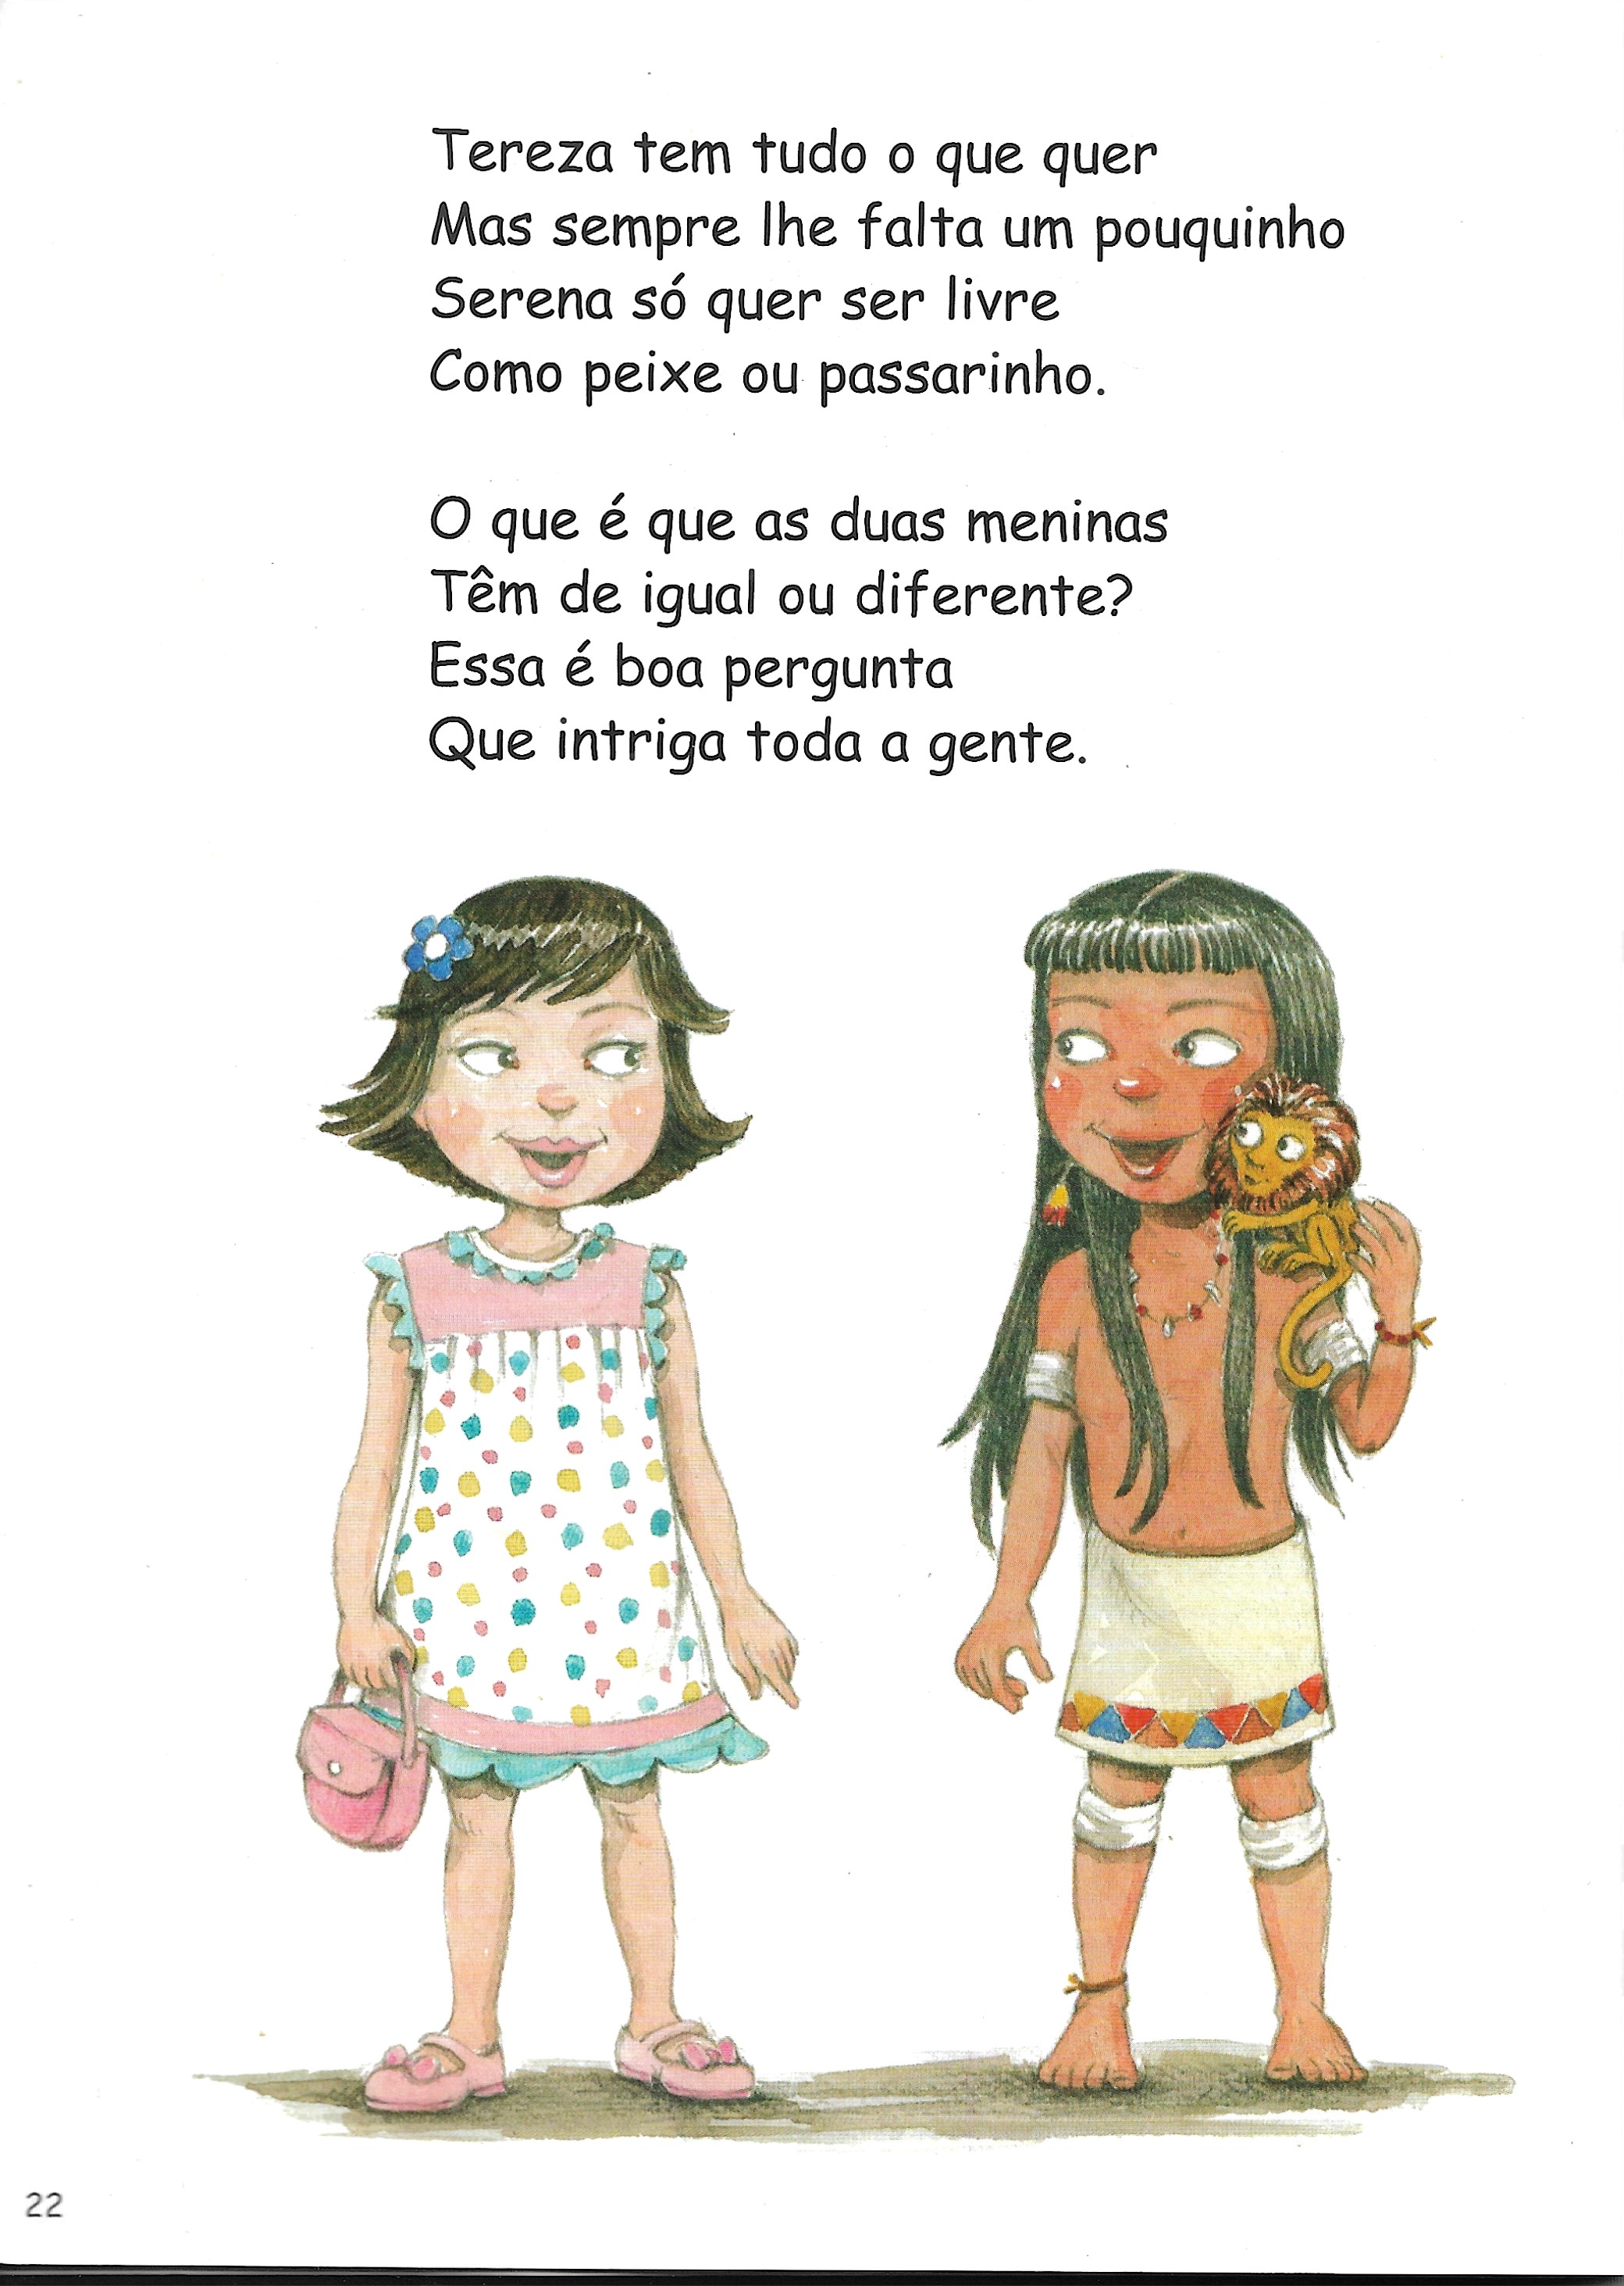 Tereza tem tudo o que quer
Mas sempre lhe falta um pouquinho
Serena só quer ser livre
Como peixe ou passarinho.
O que é que as duas meninas
Têm de igual ou diferente?
Essa é boa pergunta
Que intriga toda a gente.
22